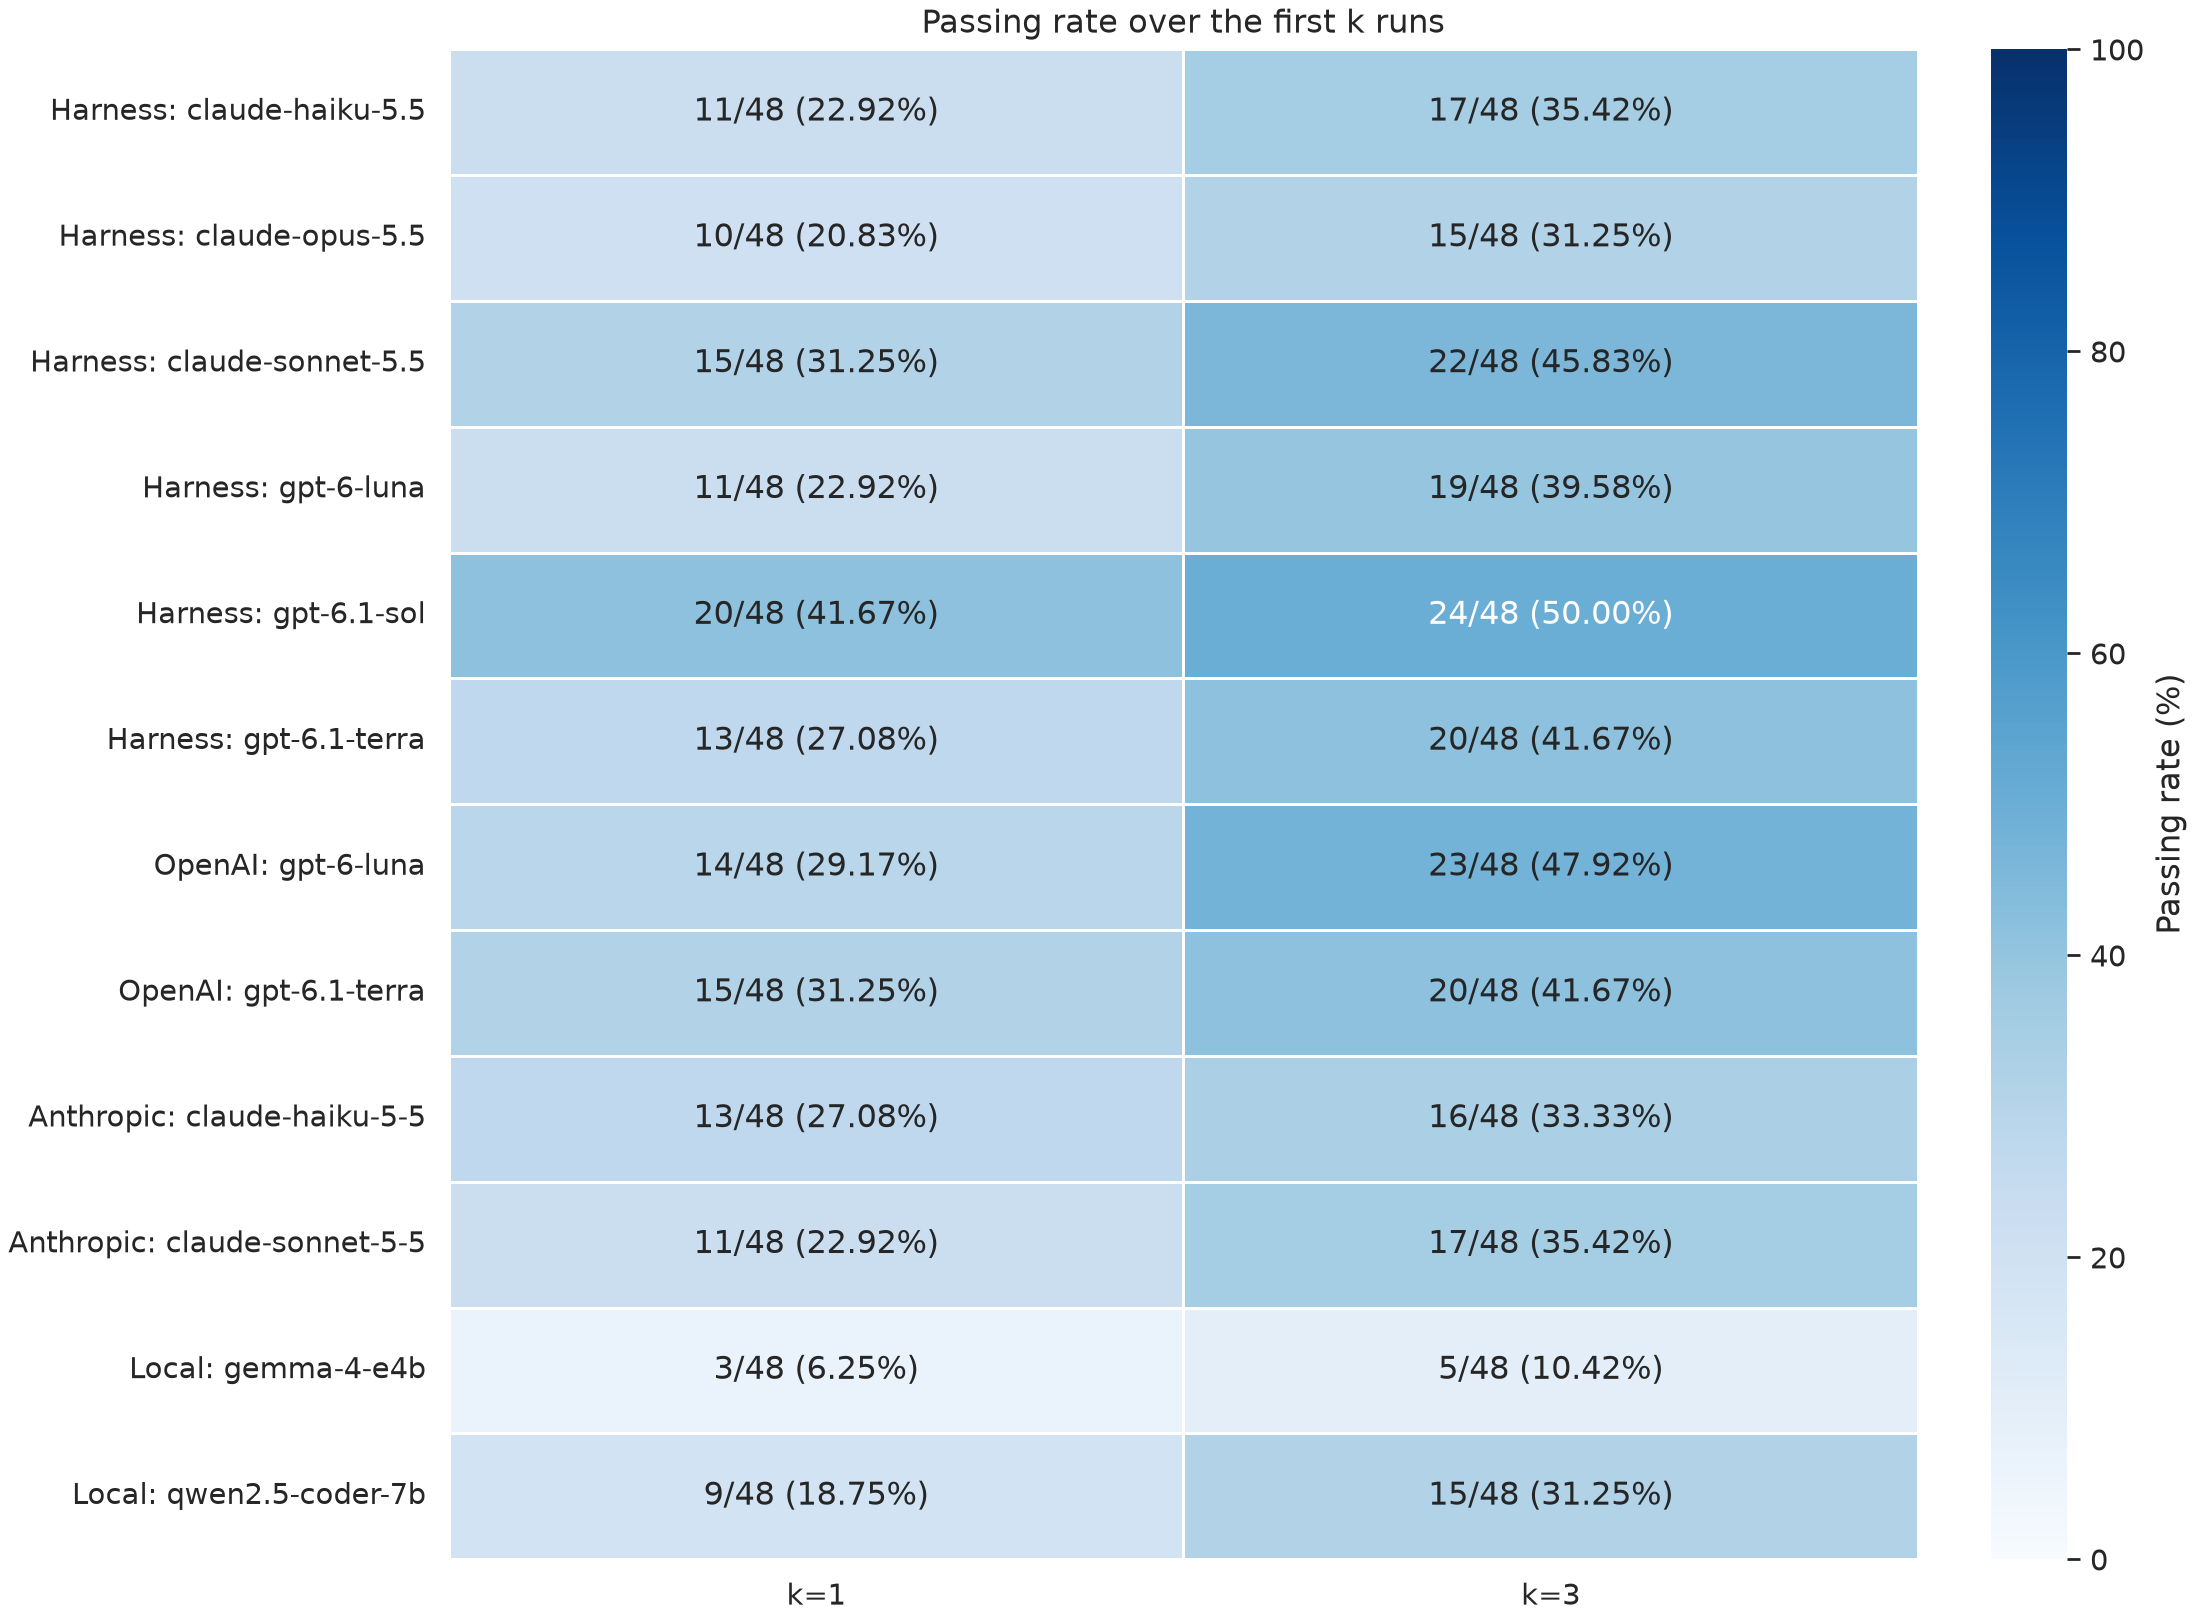 Passing rate over the first k runs
Harness: claude-haiku-5.5 11/48 (22.92%) 17/48 (35.42%)
Harness: claude-opus-5.5 10/48 (20.83%) 15/48 (31.25%)
Harness: claude-sonnet-5.5 15/48 (31.25%) 22/48 (45.83%)
Harness: gpt-6-luna 11/48 (22.92%) 19/48 (39.58%)
Harness: gpt-6.1-sol 20/48 (41.67%) 24/48 (50.00%)
Harness: gpt-6.1-terra 13/48 (27.08%) 20/48 (41.67%)
OpenAI: gpt-6-luna 14/48 (29.17%) 23/48 (47.92%)
OpenAI: gpt-6.1-terra 15/48 (31.25%) 20/48 (41.67%)
Anthropic: claude-haiku-5-5 13/48 (27.08%) 16/48 (33.33%)
Anthropic: claude-sonnet-5-5 11/48 (22.92%) 17/48 (35.42%)
Local: gemma-4-e4b 3/48 (6.25%) 5/48 (10.42%)
Local: qwen2.5-coder-7b 9/48 (18.75%) 15/48 (31.25%)
k=1 k=3
100
80
60
40
20
0
Passing rate (%)